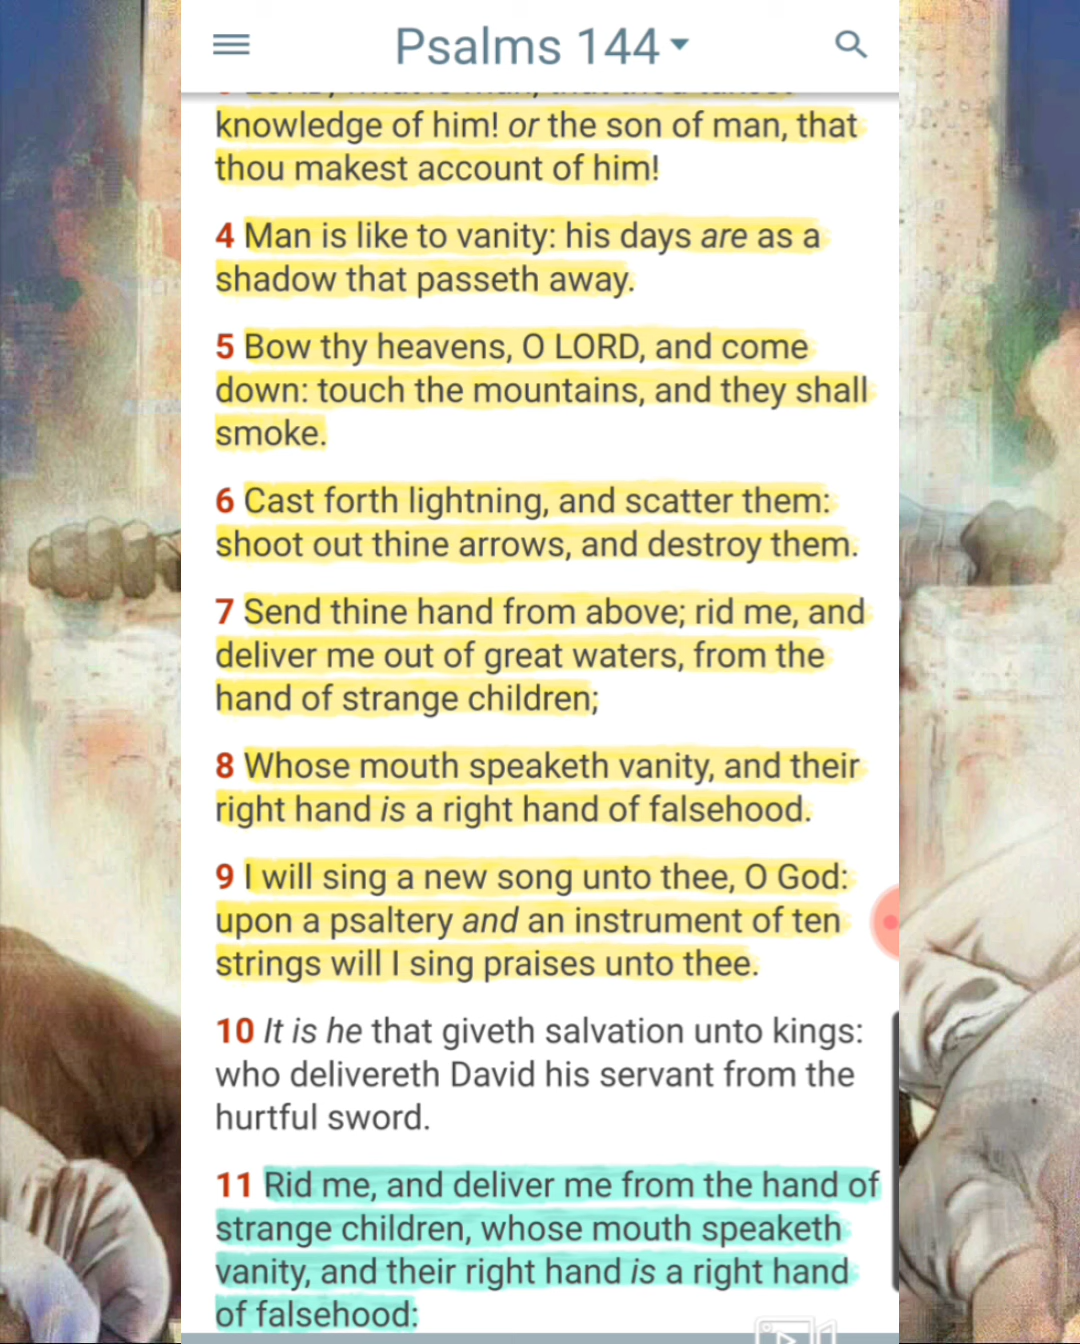 Psalms 144
knowledge of him! or the son of man, that
thou makest account of him!
4 Man is like to vanity: his days are as a
shadow that passeth away.
5 Bow thy heavens, O LORD, and come
down: touch the mountains, and they shall
smoke.
6 Cast forth lightning, and scatter them:
shoot out thine arrows, and destroy them.
7 Send thine hand from above; rid me, and
deliver me out of great waters, from the
hand of strange children;
8 Whose mouth speaketh vanity, and their
right hand is a right hand of falsehood.
9 I will sing a new song unto thee, O God:
upon a psaltery and an instrument of ten
strings will I sing praises unto thee.
10 It is he that giveth salvation unto kings:
who delivereth David his servant from the
hurtful sword.
11 Rid me, and deliver me from the hand of
strange children, whose mouth speaketh
vanity, and their right hand is a right hand
of falsehood: